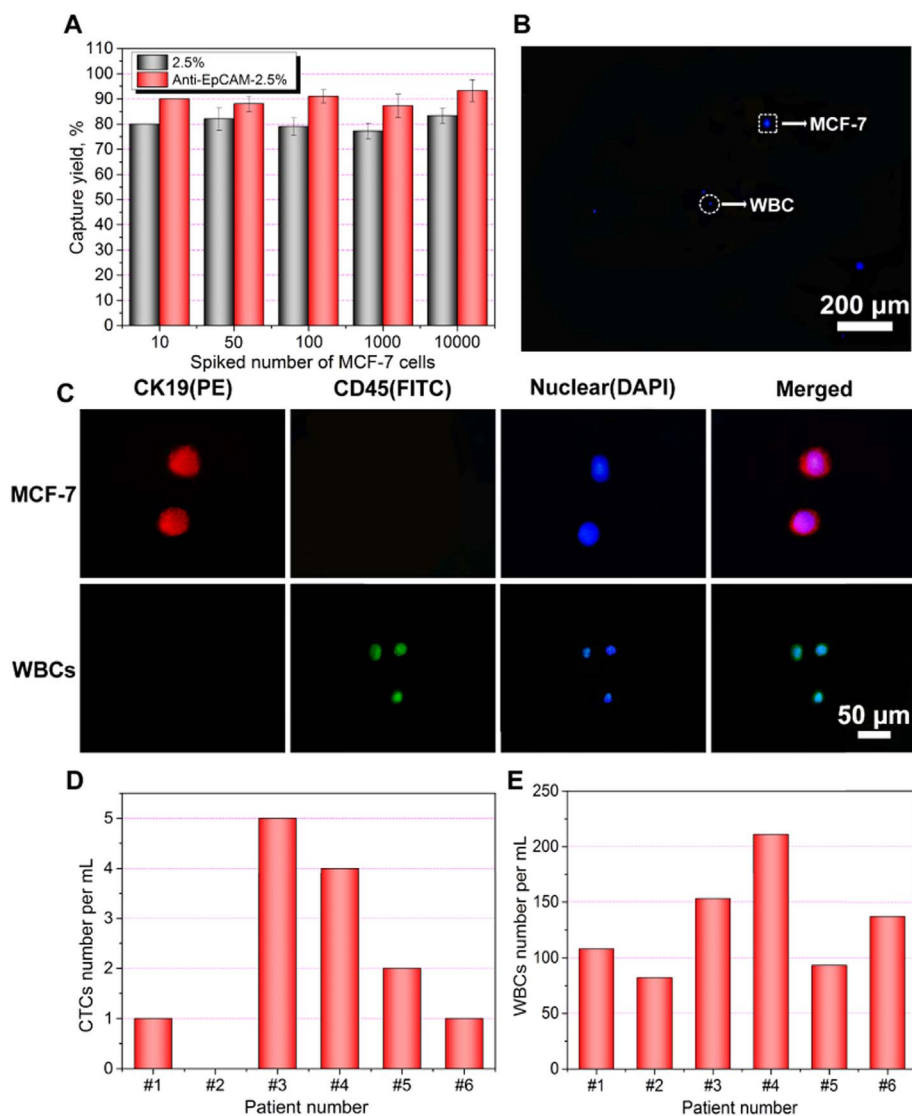 A
Capture yield, %
110
100
90
80
70
60
50
40
30
20
10
0
2.5%
Anti-EpCAM-2.5%
10 50 100 1000 10000
Spiked number of MCF-7 cells
B
MCF-7
WBC
200 μm
C
CK19(PE) CD45(FITC) Nuclear(DAPI) Merged
MCF-7
WBCs
50 μm
D
CTCs number per mL
5
4
3
2
1
0
#1 #2 #3 #4 #5 #6
Patient number
E
WBCs number per mL
250
200
150
100
50
0
#1 #2 #3 #4 #5 #6
Patient number